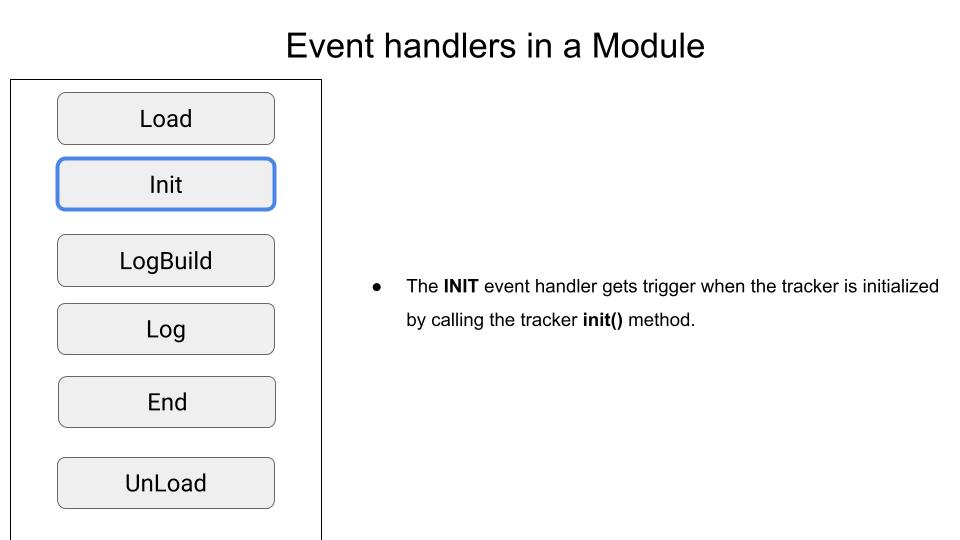 Event handlers in a Module
Load
Init
LogBuild
Log
End
UnLoad
● The INIT event handler gets trigger when the tracker is initialized
by calling the tracker init() method.